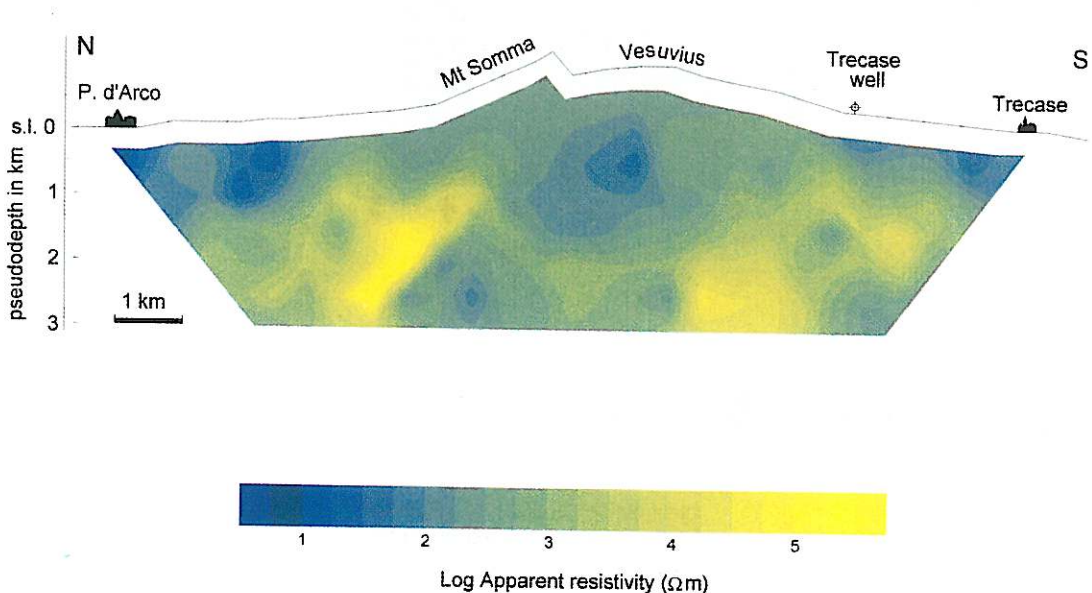 N
Mt Somma
Vesuvius
Trecase
well
S
P. d'Arco
Trecase
s.l. 0
1
2
3
pseudodepth in km
1 km
1 2 3 4 5
Log Apparent resistivity (Ωm)